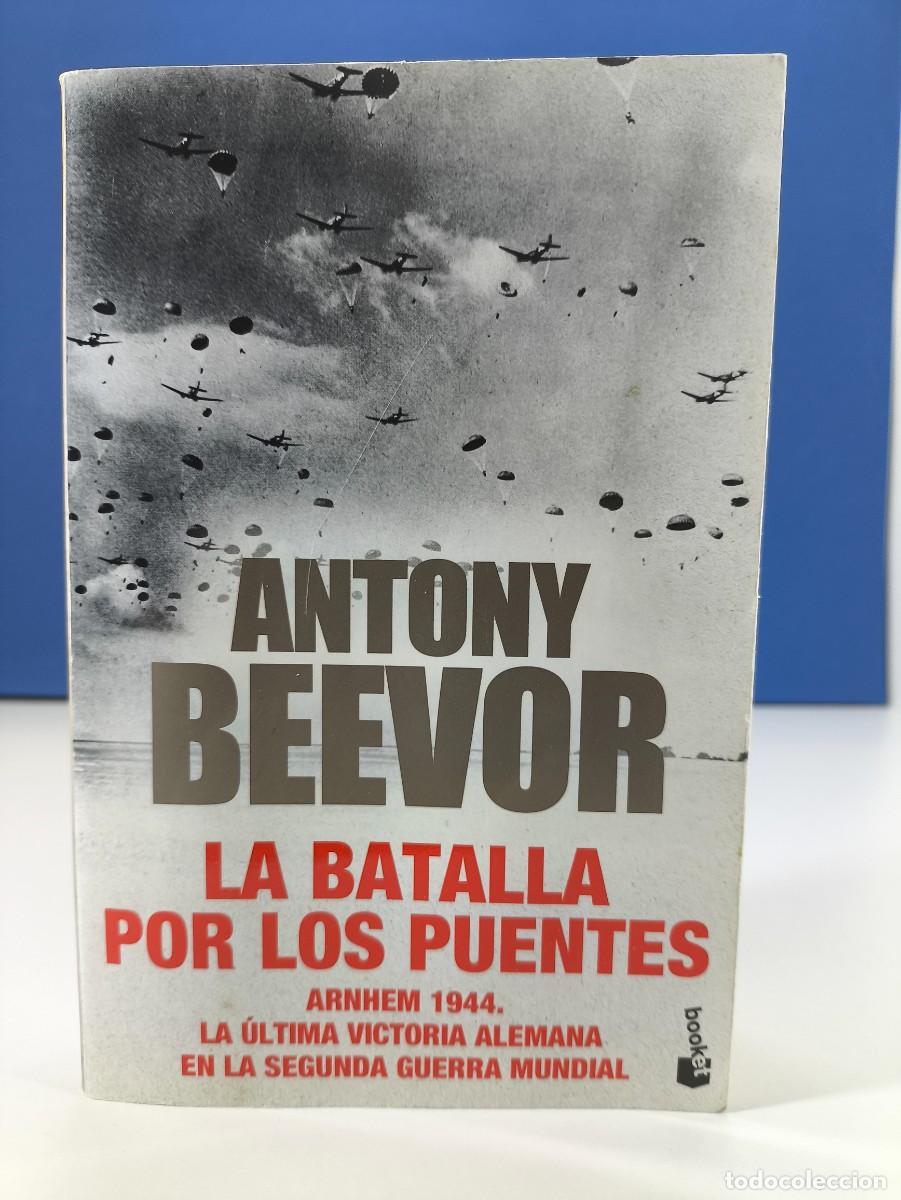 ANTONY
BEEVOR
LA BATALLA
POR LOS PUENTES
ARNHEM 1944.
LA ÚLTIMA VICTORIA ALEMANA
EN LA SEGUNDA GUERRA MUNDIAL
booket
todocoleccion